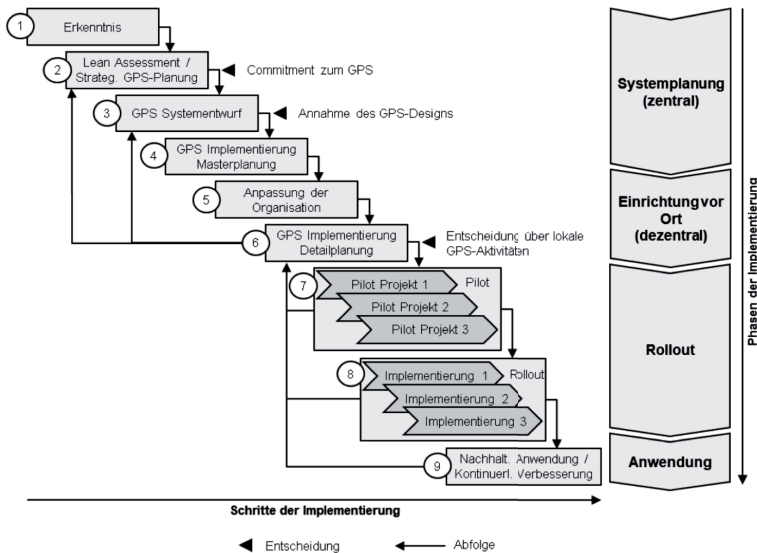 1
Erkenntnis
2
Lean Assessment /
Strateg. GPS-Planung
Commitment zum GPS
3
GPS Systementwurf
Annahme des GPS-Designs
4
GPS Implementierung
Masterplanung
5
Anpassung der
Organisation
6
GPS Implementierung
Detailplanung
Entscheidung über lokale
GPS-Aktivitäten
7
Pilot Projekt 1
Pilot
Pilot Projekt 2
Pilot Projekt 3
8
Implementierung 1
Rollout
Implementierung 2
Implementierung 3
9
Nachhalt. Anwendung /
Kontinuierl. Verbesserung
Systemplanung
(zentral)
Einrichtung vor
Ort
(dezentral)
Rollout
Anwendung
Phasen der Implementierung
Schritte der Implementierung
Entscheidung
Abfolge